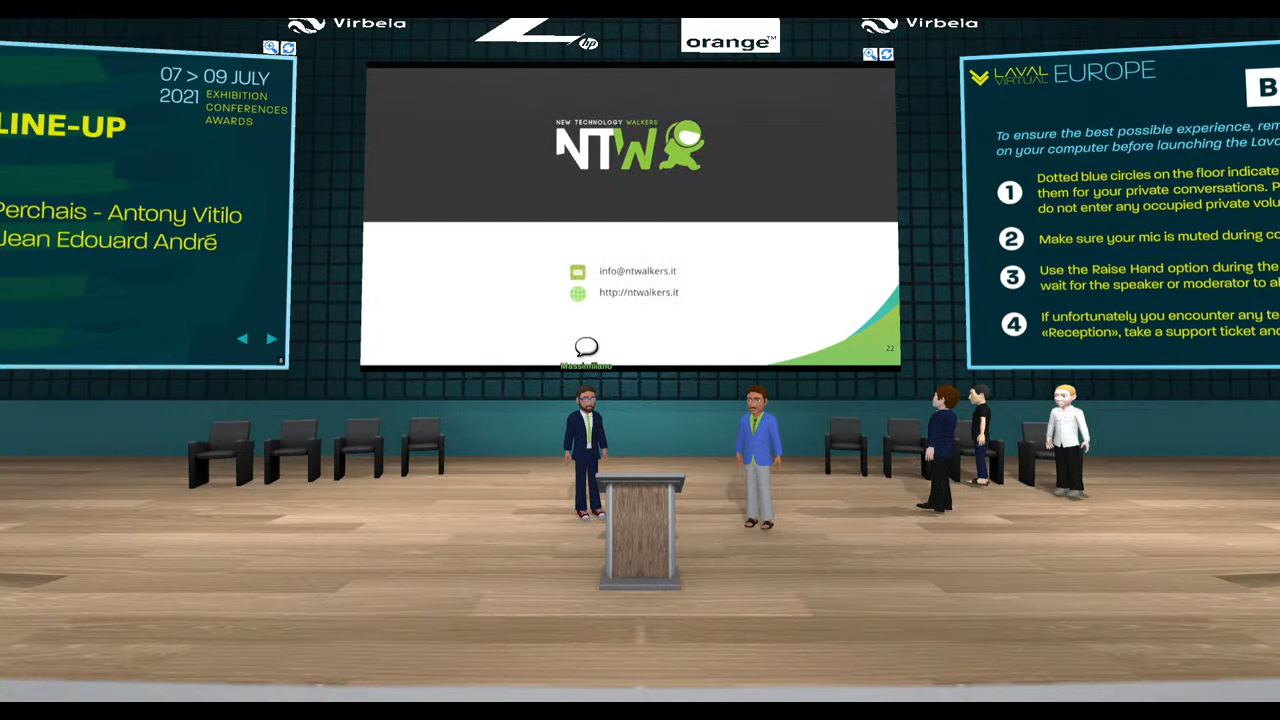 Virbela
hp
orange™
Virbela
07 > 09 JULY
2021 EXHIBITION
CONFERENCES
AWARDS
LINE-UP
Perchais - Antony Vitilo
Jean Edouard André
8
NEW TECHNOLOGY WALKERS
NTW
info@ntwalkers.it
http://ntwalkers.it
22
Massimiliano
LAVAL
VIRTUAL EUROPE
B
To ensure the best possible experience, rem
on your computer before launching the Lava
1 Dotted blue circles on the floor indicate
them for your private conversations. P
do not enter any occupied private volu
2 Make sure your mic is muted during co
3 Use the Raise Hand option during the
wait for the speaker or moderator to al
4 If unfortunately you encounter any te
«Reception», take a support ticket and